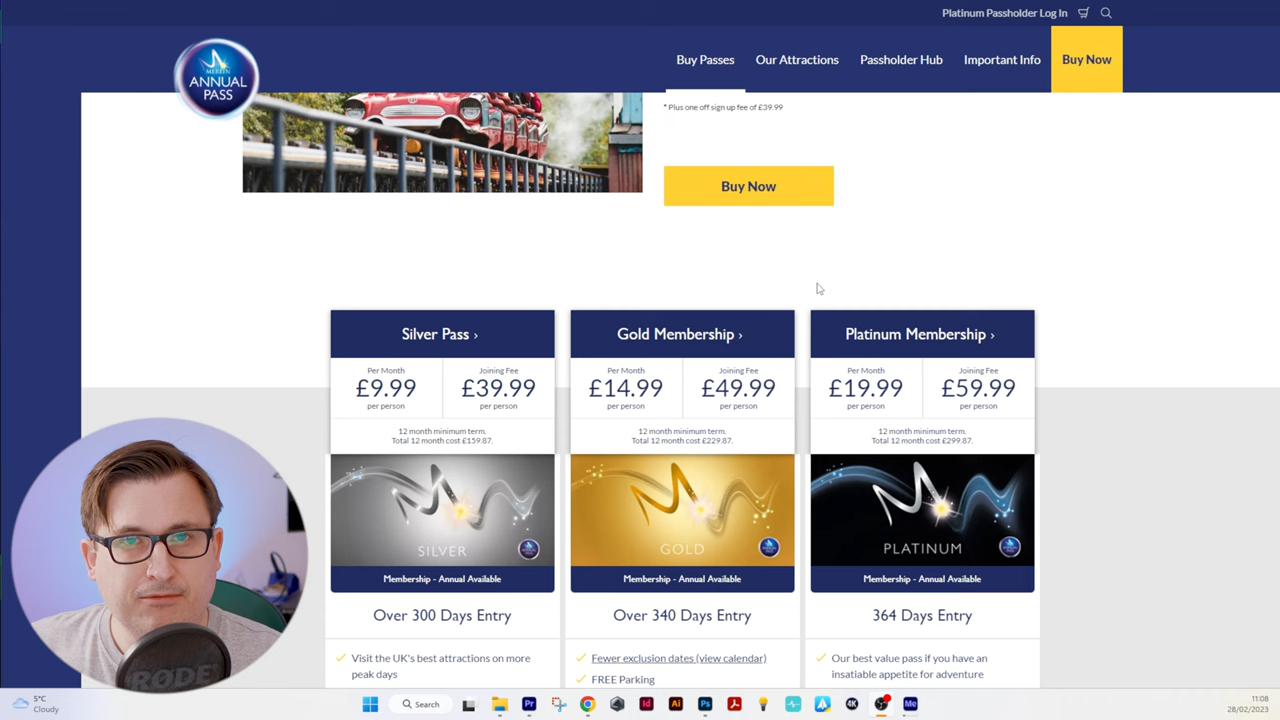 Platinum Passholder Log In
MERLIN
ANNUAL
PASS
Buy Passes
Our Attractions
Passholder Hub
Important Info
Buy Now
* Plus one off sign up fee of £39.99
Buy Now
Silver Pass ›
Per Month
£9.99
per person
Joining Fee
£39.99
per person
12 month minimum term.
Total 12 month cost £159.87.
SILVER
Membership - Annual Available
Over 300 Days Entry
Visit the UK's best attractions on more
peak days
Gold Membership ›
Per Month
£14.99
per person
Joining Fee
£49.99
per person
12 month minimum term.
Total 12 month cost £229.87.
GOLD
Membership - Annual Available
Over 340 Days Entry
Fewer exclusion dates (view calendar)
FREE Parking
Platinum Membership ›
Per Month
£19.99
per person
Joining Fee
£59.99
per person
12 month minimum term.
Total 12 month cost £299.87.
PLATINUM
Membership - Annual Available
364 Days Entry
Our best value pass if you have an
insatiable appetite for adventure
RODE
5°C
Cloudy
Search
Pr
Id
Ai
Ps
4K
Me
11:08
28/02/2023